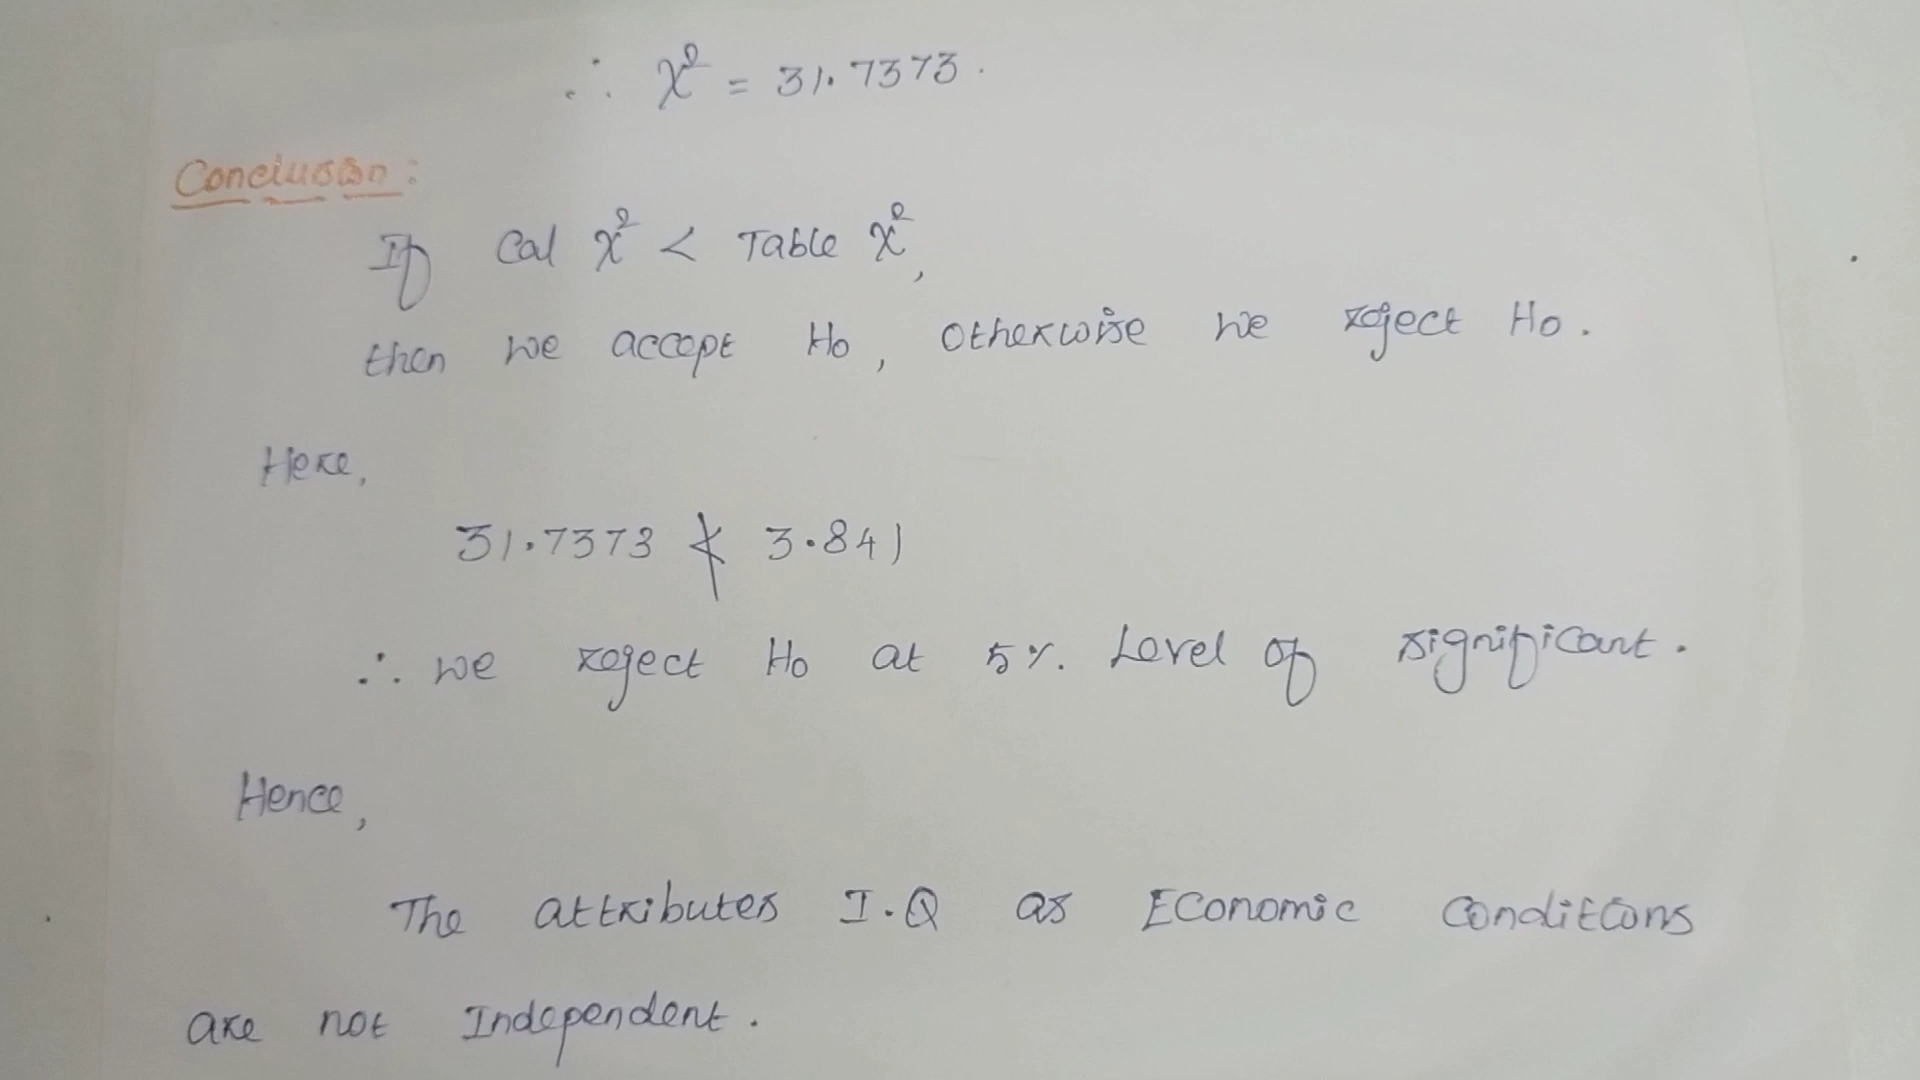 ∴ χ² = 31.7373.
Conclusion:
If Cal χ² < Table χ²,
then we accept Ho, otherwise we reject Ho.
Here,
31.7373 ≮ 3.841
∴ we reject Ho at 5%. Level of significant.
Hence,
The attributes I.Q as Economic Conditions
are not Independent.